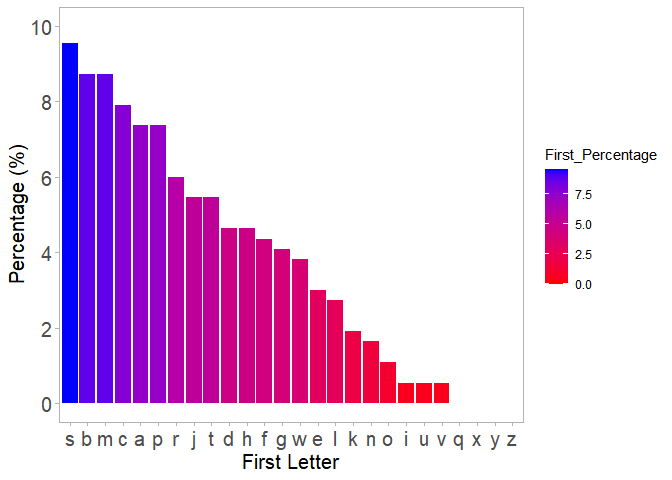 10
8
6
4
2
0
Percentage (%)
s b m c a p r j t d h f g w e l k n o i u v q x y z
First Letter
First_Percentage
7.5
5.0
2.5
0.0